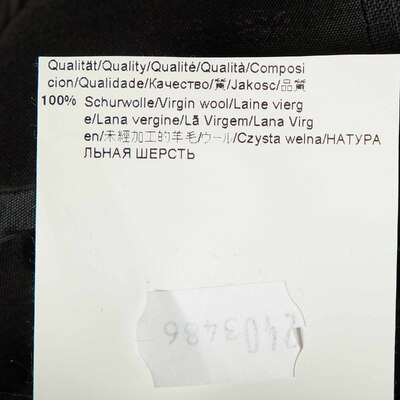 Qualität/Quality/Qualité/Qualità/Composi
cion/Qualidade/Качество/質/Jakosc/品質
100% Schurwolle/Virgin wool/Laine vierg
e/Lana vergine/Lã Virgem/Lana Virg
en/未經加工的羊毛/ウール/Czysta welna/НАТУРА
ЛЬНАЯ ШЕРСТЬ
2403486